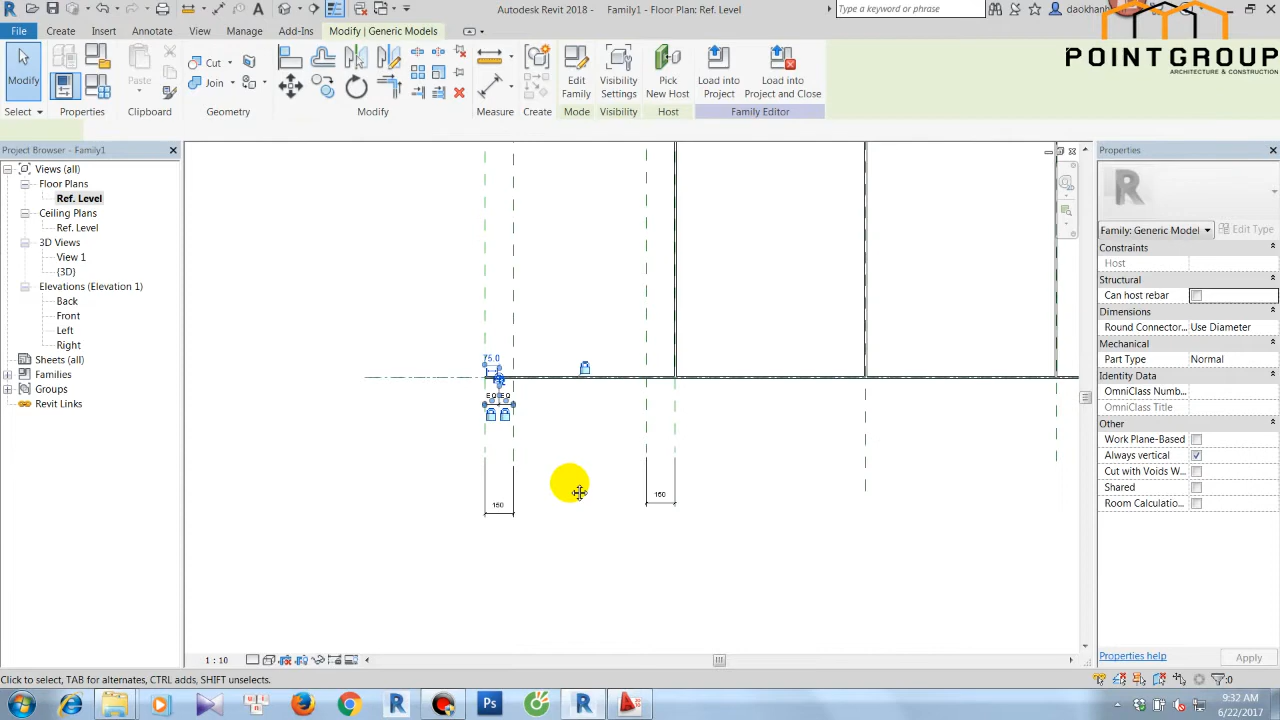 Autodesk Revit 2018 - Family1 - Floor Plan: Ref. Level
Type a keyword or phrase
daokhanh
File
Create
Insert
Annotate
View
Manage
Add-Ins
Modify | Generic Models
POINTGROUP
ARCHITECTURE & CONSTRUCTION
Modify
Paste
Cut
Join
Edit Family
Visibility Settings
Pick New Host
Load into Project
Load into Project and Close
Select
Properties
Clipboard
Geometry
Modify
Measure
Create
Mode
Visibility
Host
Family Editor
Project Browser - Family1
Views (all)
Floor Plans
Ref. Level
Ceiling Plans
Ref. Level
3D Views
View 1
{3D}
Elevations (Elevation 1)
Back
Front
Left
Right
Sheets (all)
Families
Groups
Revit Links
75.0
EQ EQ
150
150
1 : 10
Properties
Family: Generic Model
Edit Type
Constraints
Host
Structural
Can host rebar
Dimensions
Round Connector... Use Diameter
Mechanical
Part Type Normal
Identity Data
OmniClass Numb...
OmniClass Title
Other
Work Plane-Based
Always vertical
Cut with Voids W...
Shared
Room Calculatio...
Properties help
Apply
Click to select, TAB for alternates, CTRL adds, SHIFT unselects.
:0
9:32 AM
6/22/2017